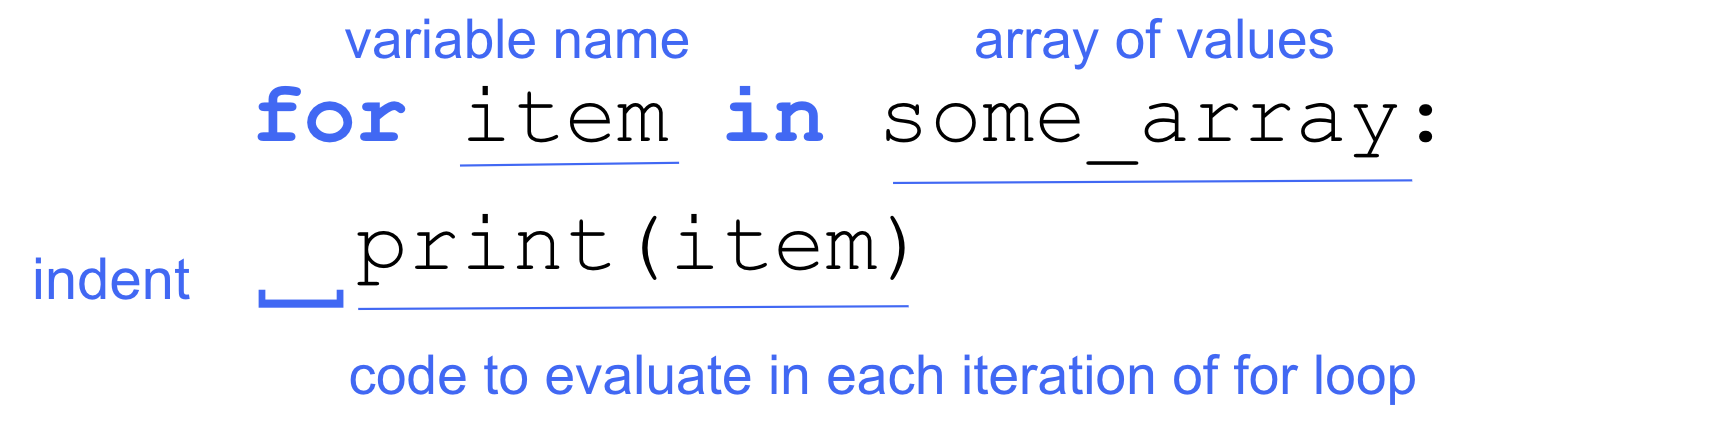 variable name array of values
for item in some_array:
print(item)
indent
code to evaluate in each iteration of for loop